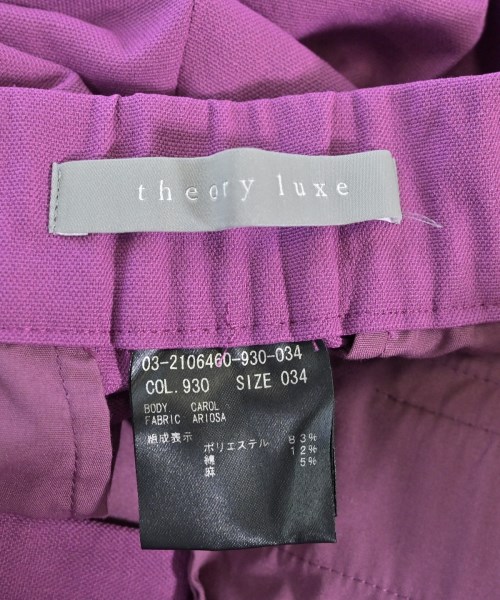 theory luxe
03-2106460-930-034
COL.930 SIZE 034
BODY CAROL
FABRIC ARIOSA
組成表示
ポリエステル 83%
綿 12%
麻 5%